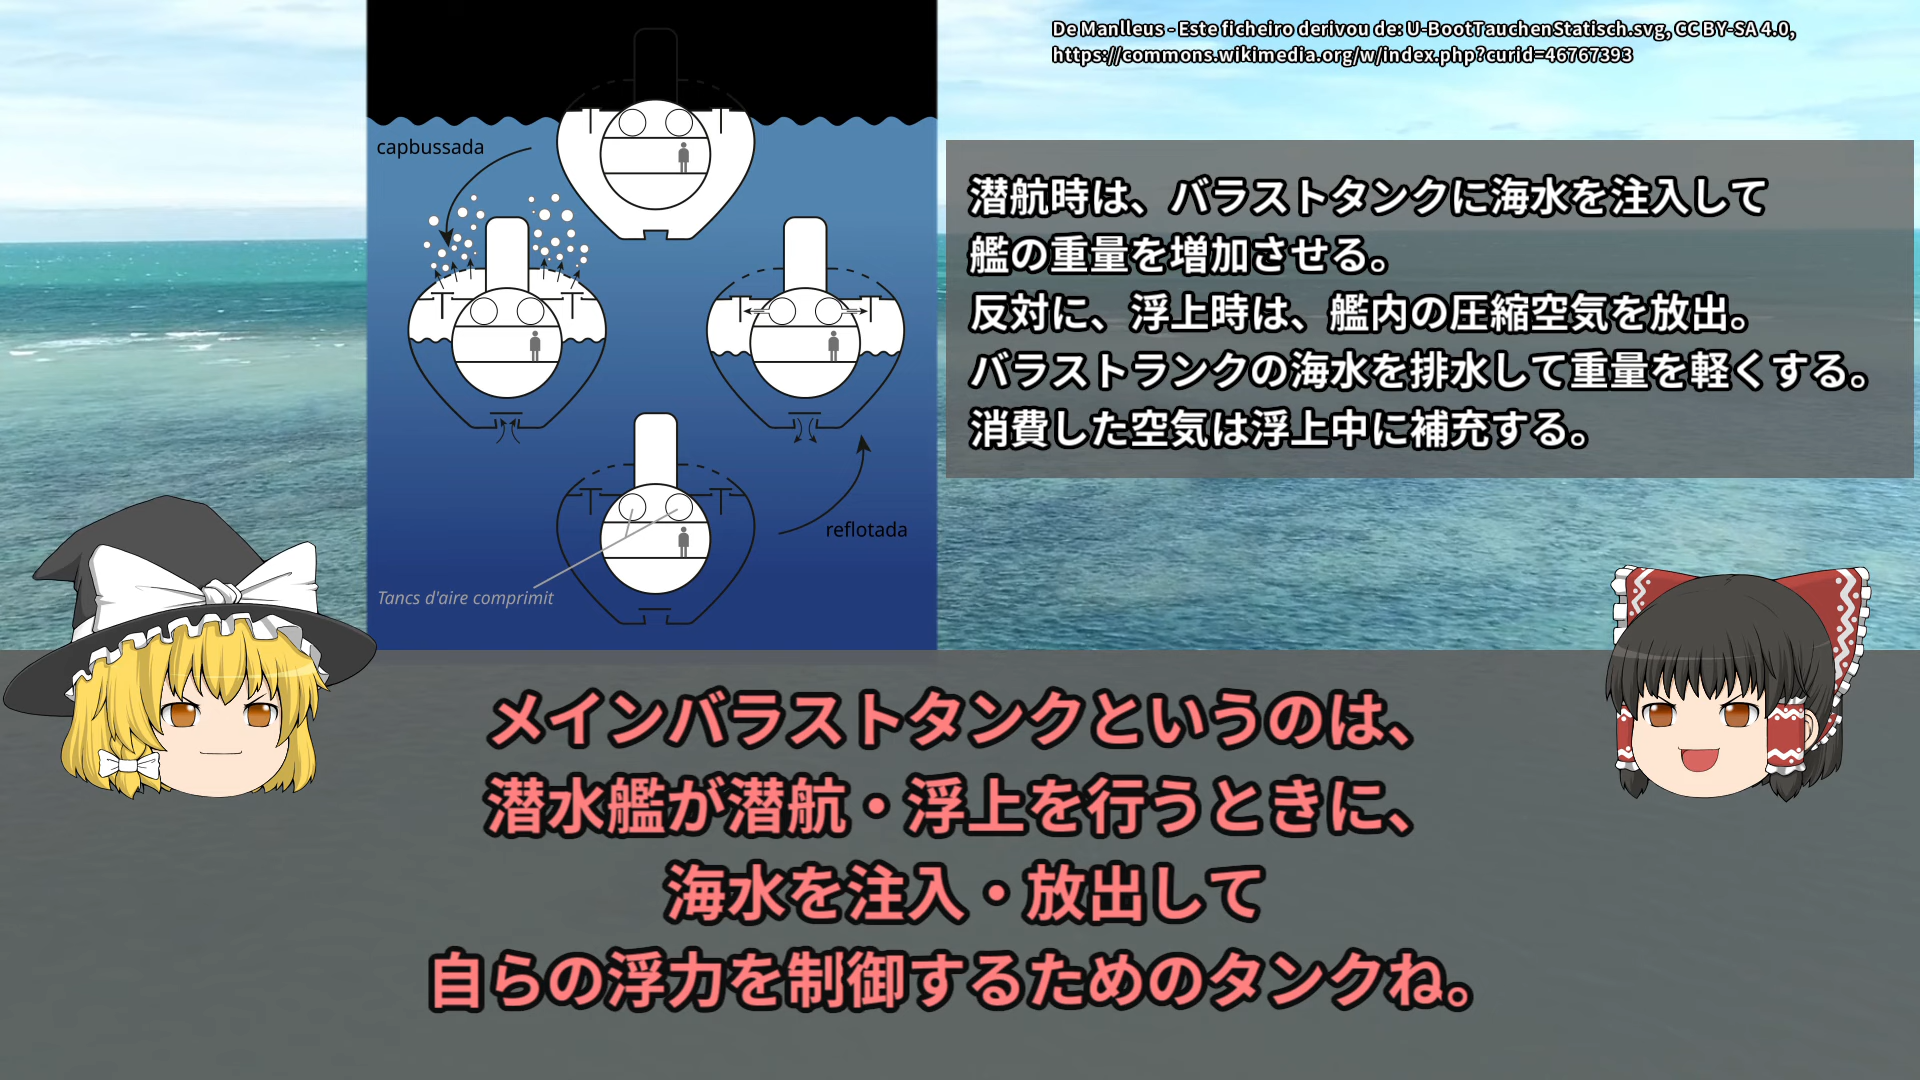 De Manlleus - Este ficheiro derivou de: U-BootTauchenStatisch.svg, CC BY-SA 4.0,
https://commons.wikimedia.org/w/index.php?curid=46767393
capbussada
reflotada
Tancs d'aire comprimit
潜航時は、バラストタンクに海水を注入して
艦の重量を増加させる。
反対に、浮上時は、艦内の圧縮空気を放出。
バラストランクの海水を排水して重量を軽くする。
消費した空気は浮上中に補充する。
メインバラストタンクというのは、
潜水艦が潜航・浮上を行うときに、
海水を注入・放出して
自らの浮力を制御するためのタンクね。